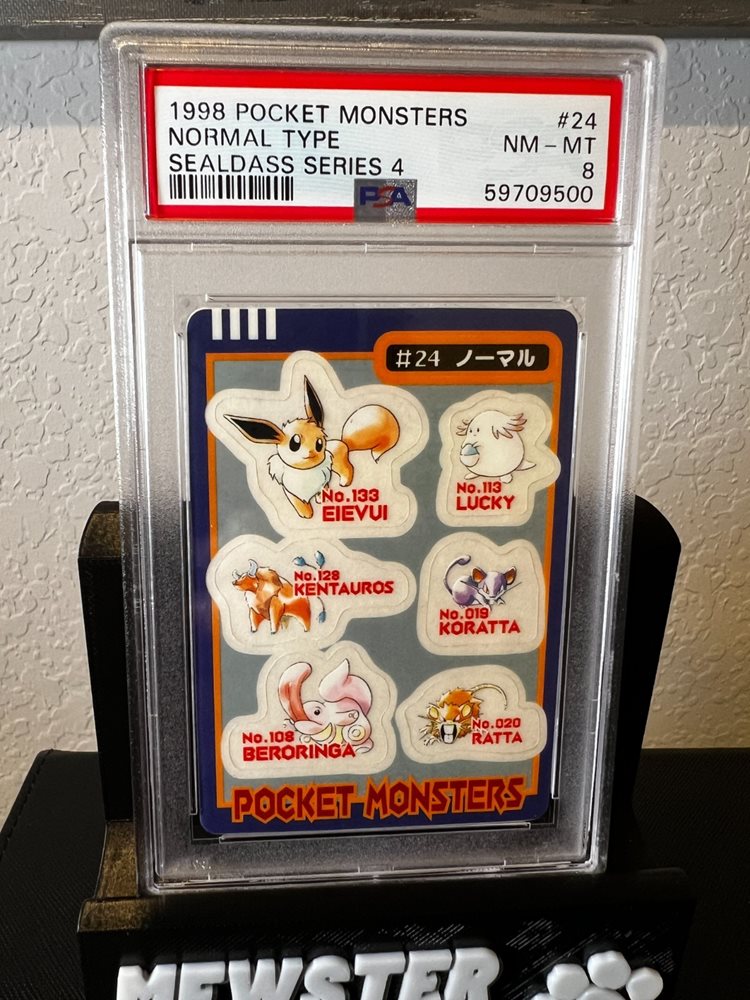 1998 POCKET MONSTERS #24
NORMAL TYPE NM - MT
SEALDASS SERIES 4 8
PSA 59709500
#24 ノーマル
No.133
EIEVUI
No.113
LUCKY
No.128
KENTAUROS
No.019
KORATTA
No.108
BERORINGA
No.020
RATTA
POCKET MONSTERS
MEWSTER